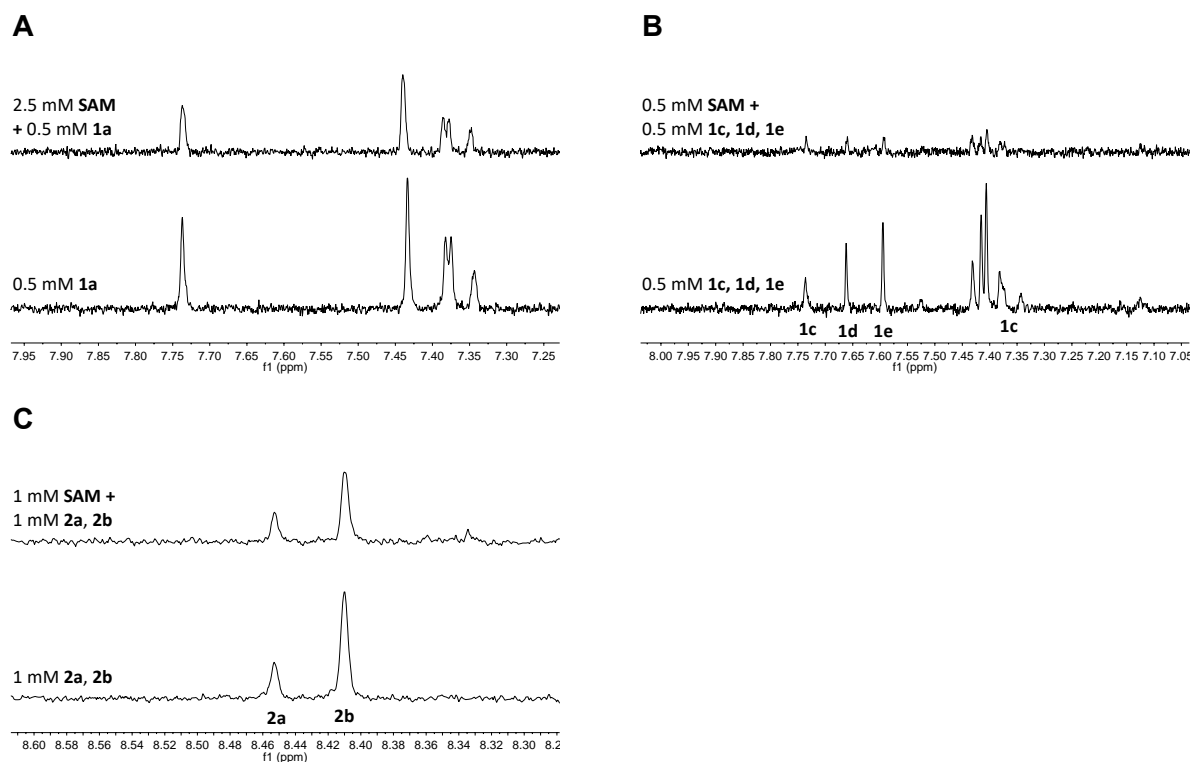 A
2.5 mM SAM
+ 0.5 mM 1a
0.5 mM 1a
7.95 7.90 7.85 7.80 7.75 7.70 7.65 7.60 7.55 7.50 7.45 7.40 7.35 7.30 7.25
f1 (ppm)
B
0.5 mM SAM +
0.5 mM 1c, 1d, 1e
0.5 mM 1c, 1d, 1e
1c 1d 1e 1c
8.00 7.95 7.90 7.85 7.80 7.75 7.70 7.65 7.60 7.55 7.50 7.45 7.40 7.35 7.30 7.25 7.20 7.15 7.10 7.05
f1 (ppm)
C
1 mM SAM +
1 mM 2a, 2b
1 mM 2a, 2b
2a 2b
8.60 8.58 8.56 8.54 8.52 8.50 8.48 8.46 8.44 8.42 8.40 8.38 8.36 8.34 8.32 8.30
f1 (ppm)